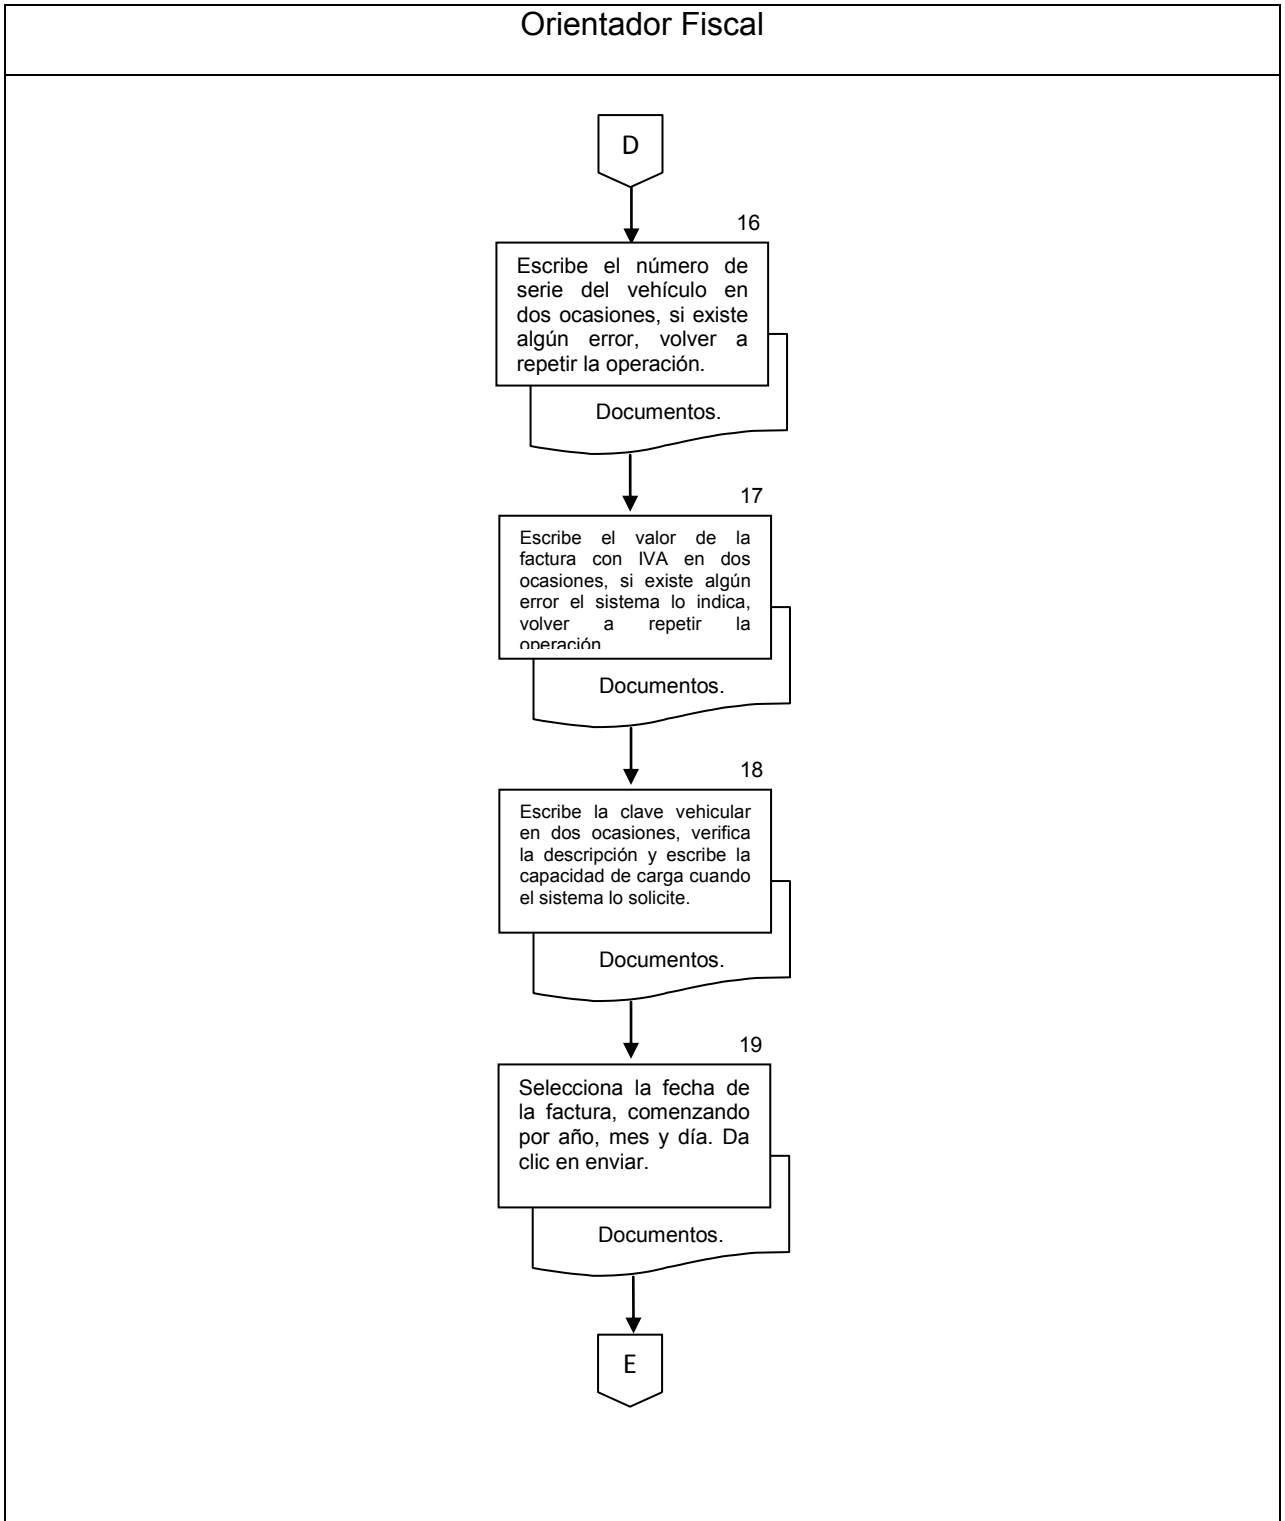 Orientador Fiscal
D
16
Escribe el número de
serie del vehículo en
dos ocasiones, si existe
algún error, volver a
repetir la operación.
Documentos.
17
Escribe el valor de la
factura con IVA en dos
ocasiones, si existe algún
error el sistema lo indica,
volver a repetir la
operación
Documentos.
18
Escribe la clave vehicular
en dos ocasiones, verifica
la descripción y escribe la
capacidad de carga cuando
el sistema lo solicite.
Documentos.
19
Selecciona la fecha de
la factura, comenzando
por año, mes y día. Da
clic en enviar.
Documentos.
E